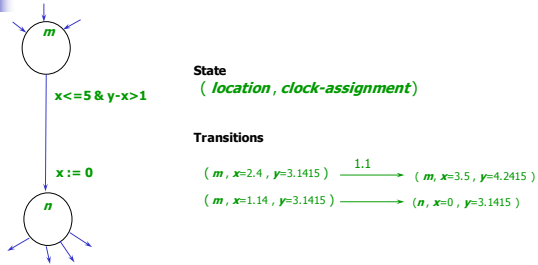 m
x<=5 & y-x>1
x := 0
n
State
( location , clock-assignment )
Transitions
( m , x=2.4 , y=3.1415 ) 1.1 ( m, x=3.5 , y=4.2415 )
( m , x=1.14 , y=3.1415 ) (n , x=0 , y=3.1415 )